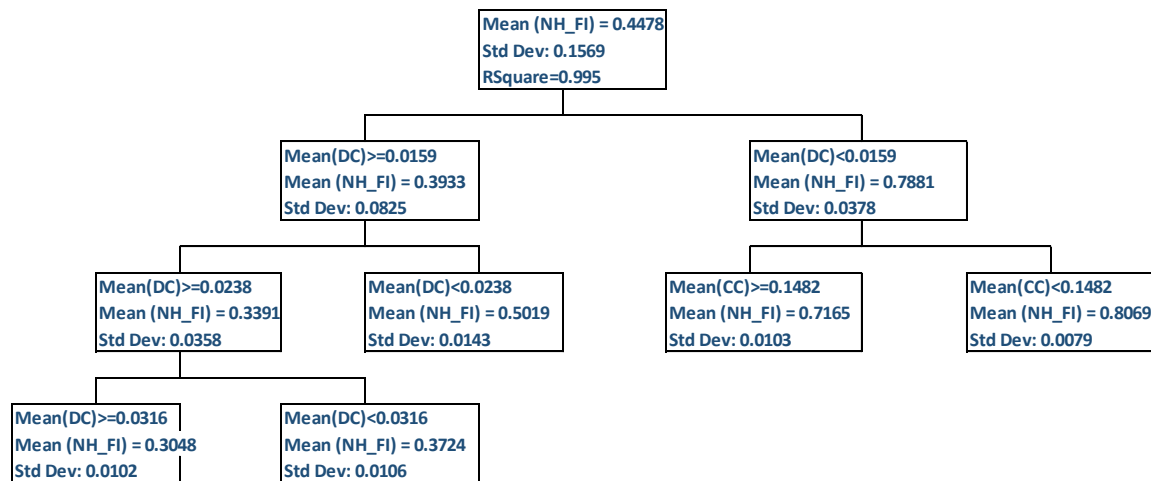 Mean (NH_FI) = 0.4478
Std Dev: 0.1569
RSquare=0.995
Mean(DC)>=0.0159
Mean (NH_FI) = 0.3933
Std Dev: 0.0825
Mean(DC)<0.0159
Mean (NH_FI) = 0.7881
Std Dev: 0.0378
Mean(DC)>=0.0238
Mean (NH_FI) = 0.3391
Std Dev: 0.0358
Mean(DC)<0.0238
Mean (NH_FI) = 0.5019
Std Dev: 0.0143
Mean(CC)>=0.1482
Mean (NH_FI) = 0.7165
Std Dev: 0.0103
Mean(CC)<0.1482
Mean (NH_FI) = 0.8069
Std Dev: 0.0079
Mean(DC)>=0.0316
Mean (NH_FI) = 0.3048
Std Dev: 0.0102
Mean(DC)<0.0316
Mean (NH_FI) = 0.3724
Std Dev: 0.0106